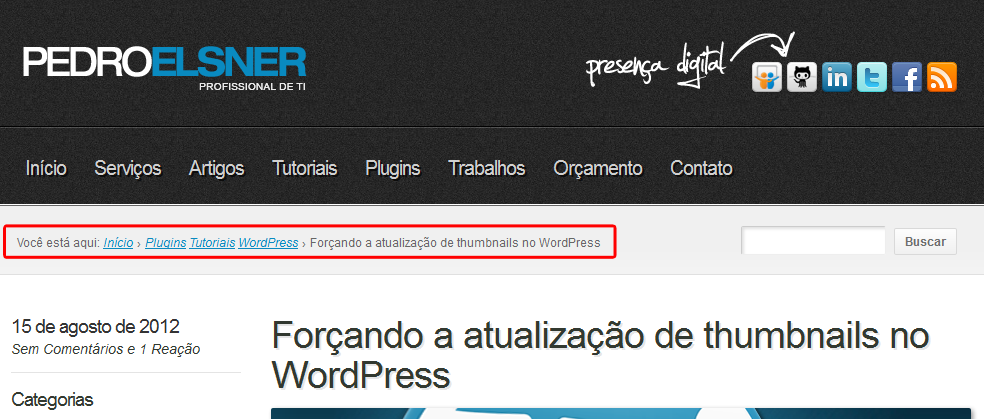 PEDROELSNER
PROFISSIONAL DE TI
presença digital
in
Início Serviços Artigos Tutoriais Plugins Trabalhos Orçamento Contato
Você está aqui: Início › Plugins Tutoriais WordPress › Forçando a atualização de thumbnails no WordPress
Buscar
15 de agosto de 2012
Sem Comentários e 1 Reação
Categorias
Forçando a atualização de thumbnails no
WordPress